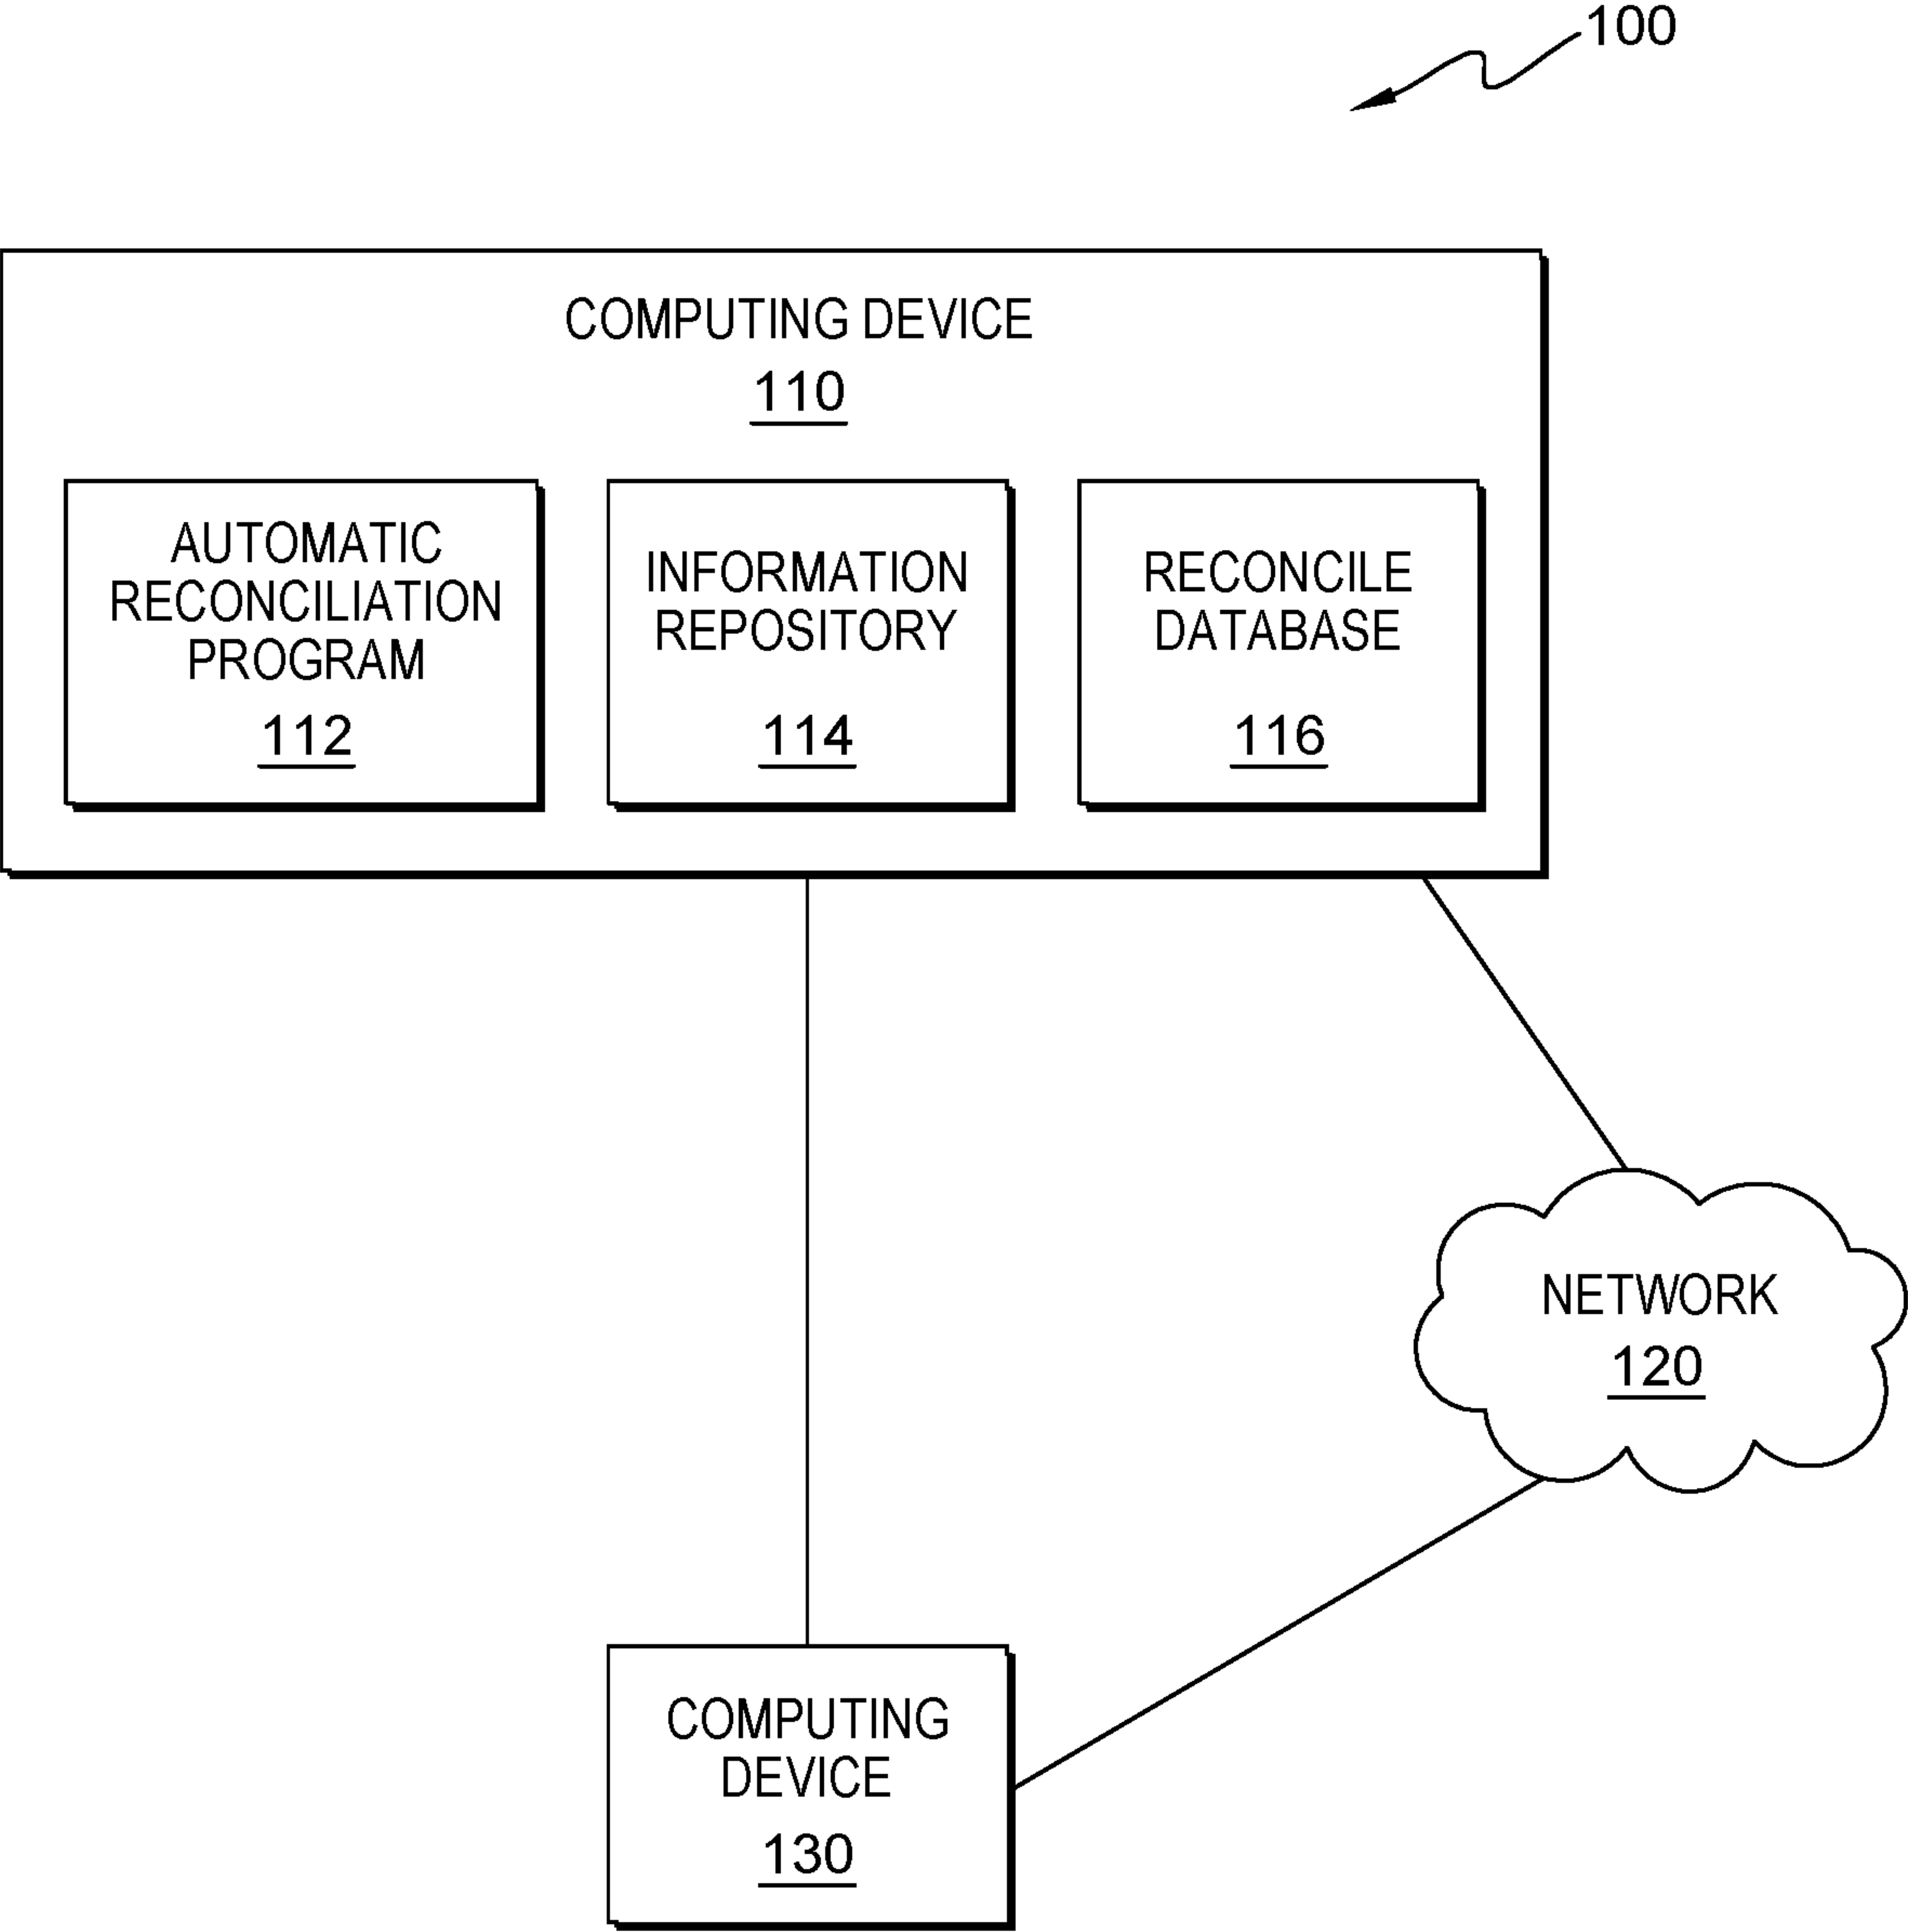 100
COMPUTING DEVICE
110
AUTOMATIC
RECONCILIATION
PROGRAM
112
INFORMATION
REPOSITORY
114
RECONCILE
DATABASE
116
NETWORK
120
COMPUTING
DEVICE
130